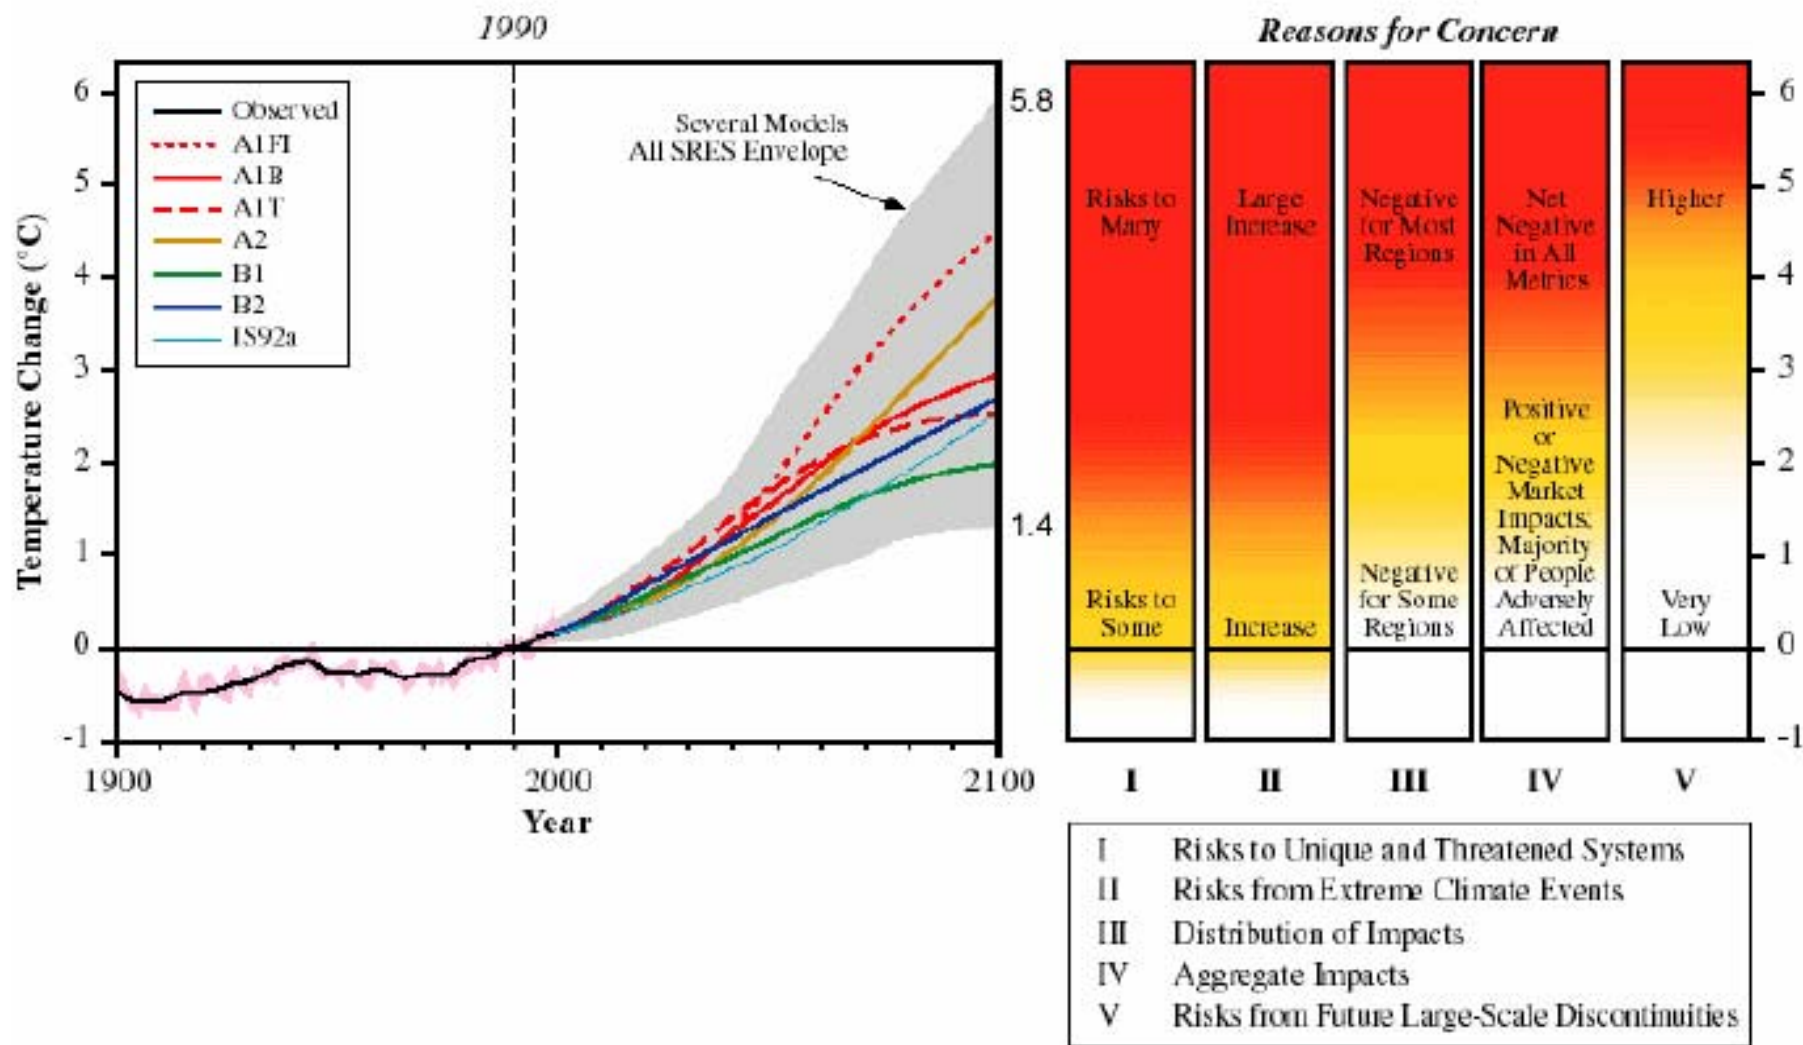 1990
6
5
4
3
2
1
0
-1
Temperature Change (°C)
Observed
A1FI
A1B
A1T
A2
B1
B2
IS92a
Several Models
All SRES Envelope
5.8
1.4
1900
2000
2100
Year
Reasons for Concern
Risks to
Many
Risks to
Some
Large
Increase
Increase
Negative
for Most
Regions
Negative
for Some
Regions
Net
Negative
in All
Metrics
Positive
or
Negative
Market
Impacts;
Majority
of People
Adversely
Affected
Higher
Very
Low
6
5
4
3
2
1
0
-1
I
II
III
IV
V
I Risks to Unique and Threatened Systems
II Risks from Extreme Climate Events
III Distribution of Impacts
IV Aggregate Impacts
V Risks from Future Large-Scale Discontinuities